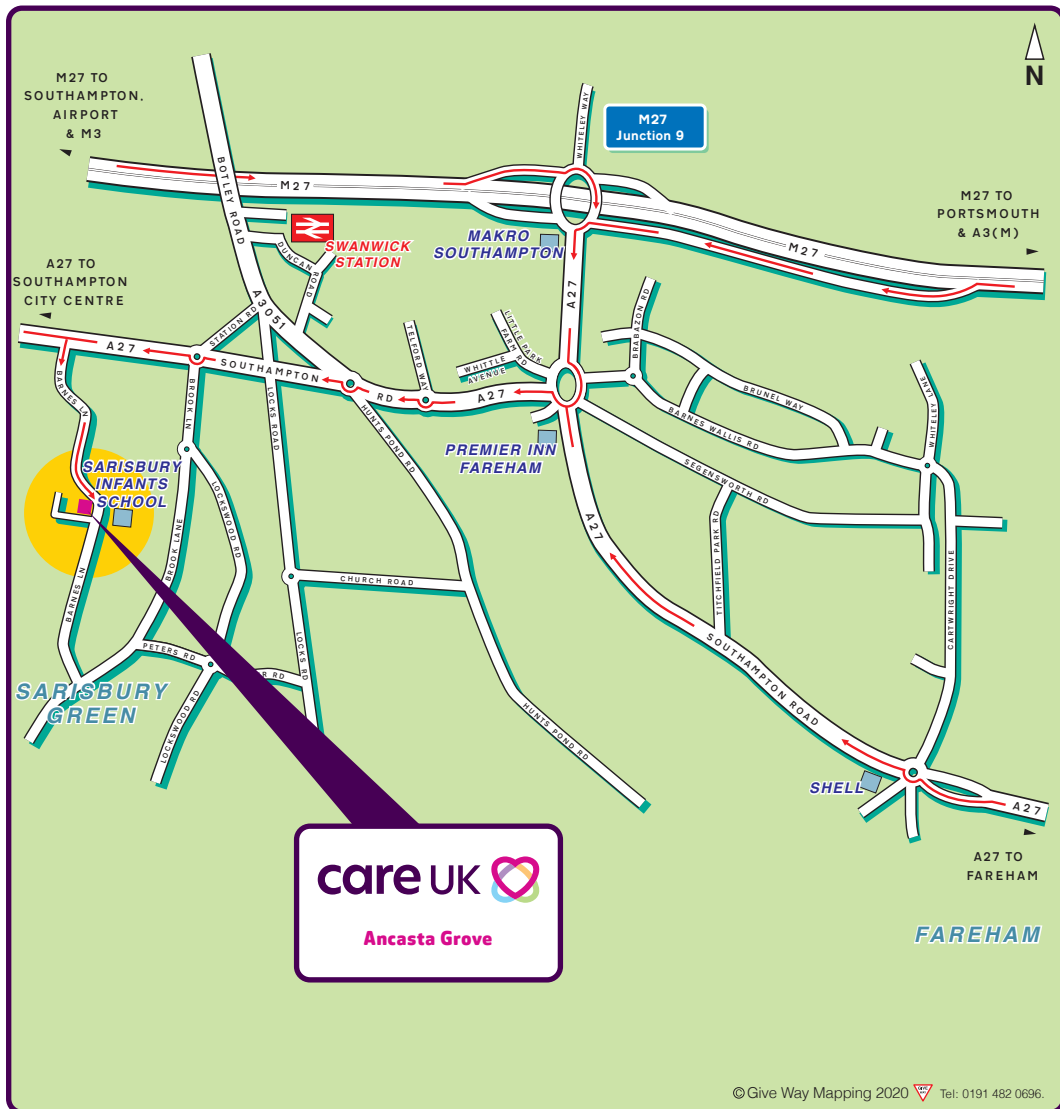 N
M27 TO
SOUTHAMPTON,
AIRPORT
& M3
WHITELEY WAY
M27
Junction 9
BOTLEY ROAD
M27
M27 TO
PORTSMOUTH
& A3(M)
SWANWICK
STATION
MAKRO
SOUTHAMPTON
M27
DUNCAN ROAD
A27 TO
SOUTHAMPTON
CITY CENTRE
A27
A3051
STATION RD
BRABAZON RD
LITTLE PARK
FARM RD
TELFORD WAY
WHITTLE
AVENUE
A27
SOUTHAMPTON
RD
A27
BARNES LN
BROOK LN
LOCKS ROAD
HUNTS POND RD
BRUNEL WAY
BARNES WALLIS RD
WHITELEY LANE
PREMIER INN
FAREHAM
SEGENSWORTH RD
SARISBURY
INFANTS
SCHOOL
LOCKSWOOD RD
A27
TITCHFIELD PARK RD
BROOK LANE
CHURCH ROAD
BARNES LN
CARTWRIGHT DRIVE
PETERS RD
R RD
LOCKS RD
SOUTHAMPTON ROAD
SARISBURY
GREEN
LOCKSWOOD RD
HUNTS POND RD
SHELL
A27
A27 TO
FAREHAM
care UK
Ancasta Grove
FAREHAM
© Give Way Mapping 2020
Tel: 0191 482 0696.